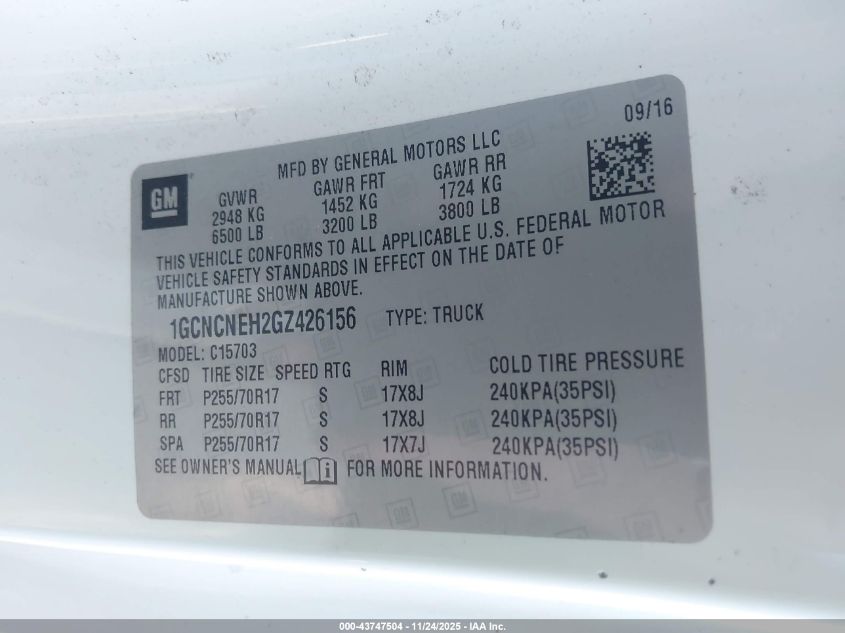 09/16
MFD BY GENERAL MOTORS LLC
GM
GVWR GAWR FRT GAWR RR
2948 KG 1452 KG 1724 KG
6500 LB 3200 LB 3800 LB
THIS VEHICLE CONFORMS TO ALL APPLICABLE U.S. FEDERAL MOTOR
VEHICLE SAFETY STANDARDS IN EFFECT ON THE DATE OF
MANUFACTURE SHOWN ABOVE.
1GCNCNEH2GZ426156 TYPE: TRUCK
MODEL: C15703
CFSD TIRE SIZE SPEED RTG RIM COLD TIRE PRESSURE
FRT P255/70R17 S 17X8J 240KPA(35PSI)
RR P255/70R17 S 17X8J 240KPA(35PSI)
SPA P255/70R17 S 17X7J 240KPA(35PSI)
SEE OWNER'S MANUAL i FOR MORE INFORMATION.
000-43747504 - 11/24/2025 - IAA Inc.